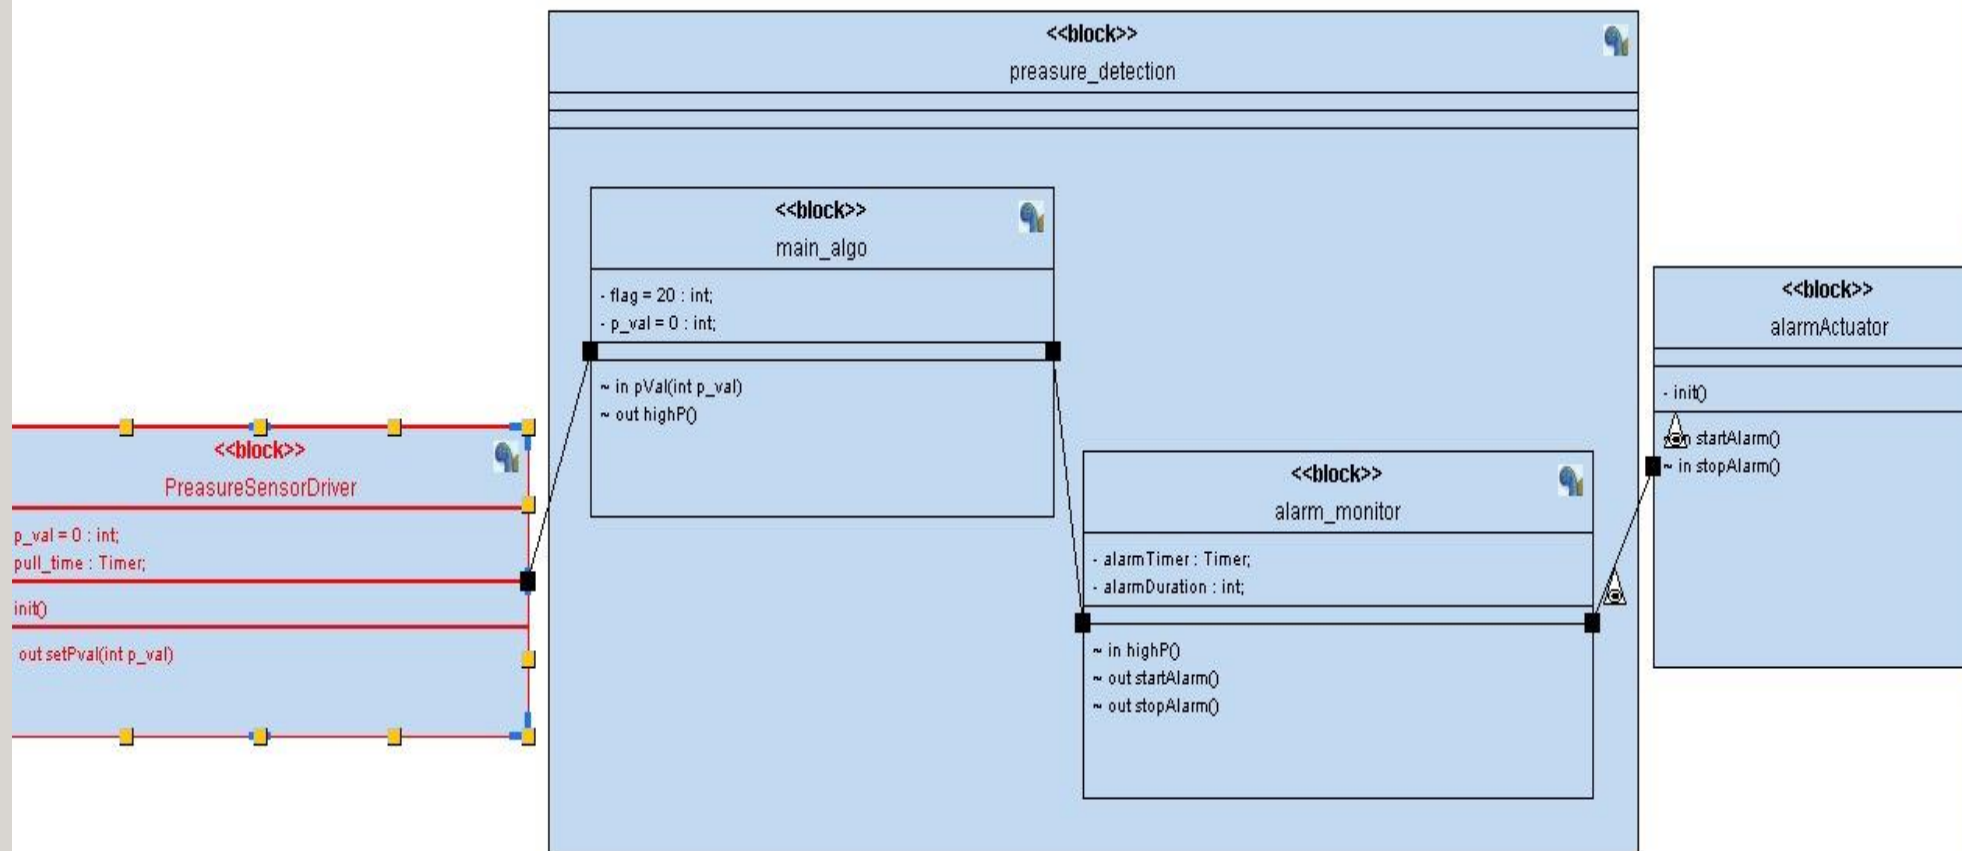 <<block>>
preasure_detection
<<block>>
main_algo
- flag = 20 : int;
- p_val = 0 : int;
~ in pVal(int p_val)
~ out highP()
<<block>>
PreasureSensorDriver
p_val = 0 : int;
pull_time : Timer;
init()
out setPval(int p_val)
<<block>>
alarm_monitor
- alarmTimer : Timer;
- alarmDuration : int;
~ in highP()
~ out startAlarm()
~ out stopAlarm()
<<block>>
alarmActuator
- init()
startAlarm()
~ in stopAlarm()